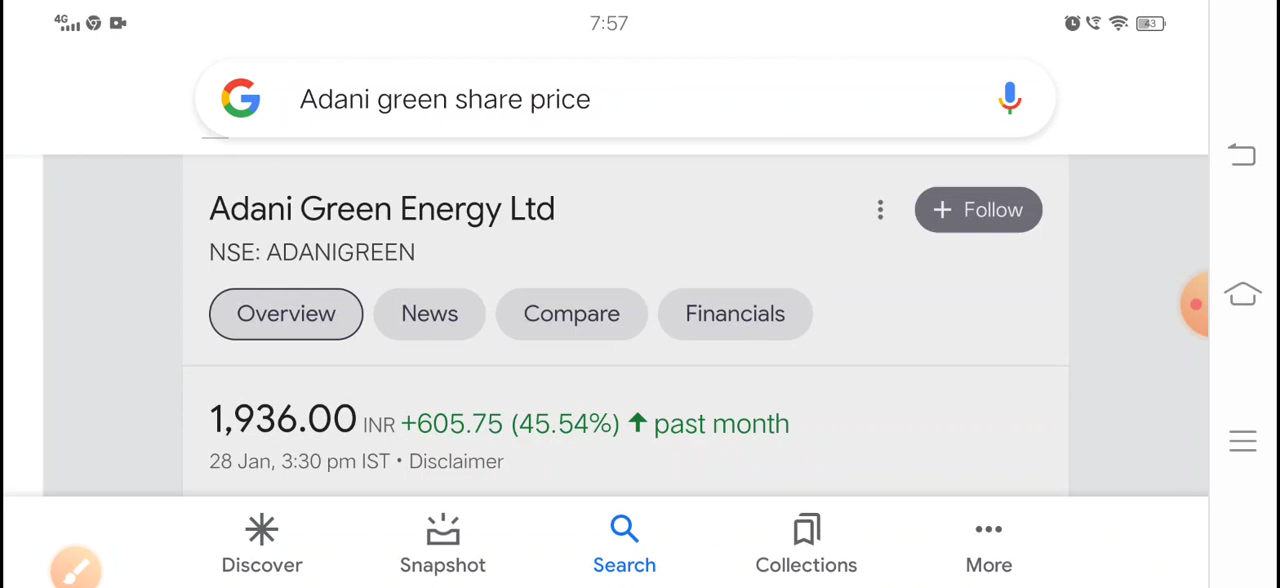 4G 7:57 43
Adani green share price
Adani Green Energy Ltd
+ Follow
NSE: ADANIGREEN
Overview News Compare Financials
1,936.00 INR +605.75 (45.54%) ↑ past month
28 Jan, 3:30 pm IST • Disclaimer
Discover Snapshot Search Collections More